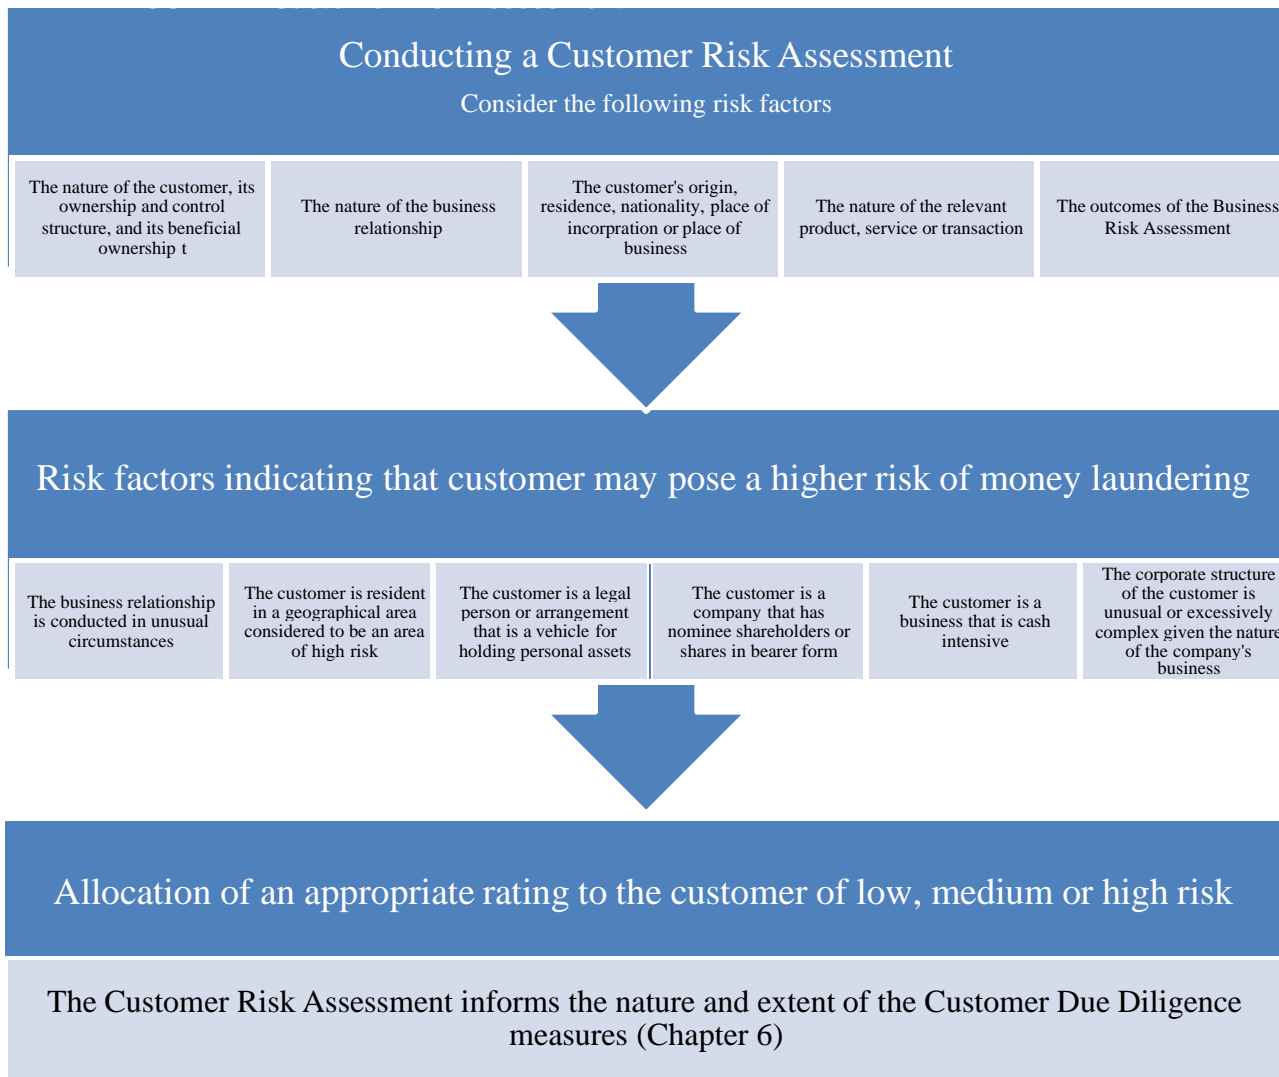 Conducting a Customer Risk Assessment
Consider the following risk factors
The nature of the customer, its
ownership and control
structure, and its beneficial
ownership t
The nature of the business
relationship
The customer's origin,
residence, nationality, place of
incorpration or place of
business
The nature of the relevant
product, service or transaction
The outcomes of the Business
Risk Assessment
Risk factors indicating that customer may pose a higher risk of money laundering
The business relationship
is conducted in unusual
circumstances
The customer is resident
in a geographical area
considered to be an area
of high risk
The customer is a legal
person or arrangement
that is a vehicle for
holding personal assets
The customer is a
company that has
nominee shareholders or
shares in bearer form
The customer is a
business that is cash
intensive
The corporate structure
of the customer is
unusual or excessively
complex given the nature
of the company's
business
Allocation of an appropriate rating to the customer of low, medium or high risk
The Customer Risk Assessment informs the nature and extent of the Customer Due Diligence
measures (Chapter 6)